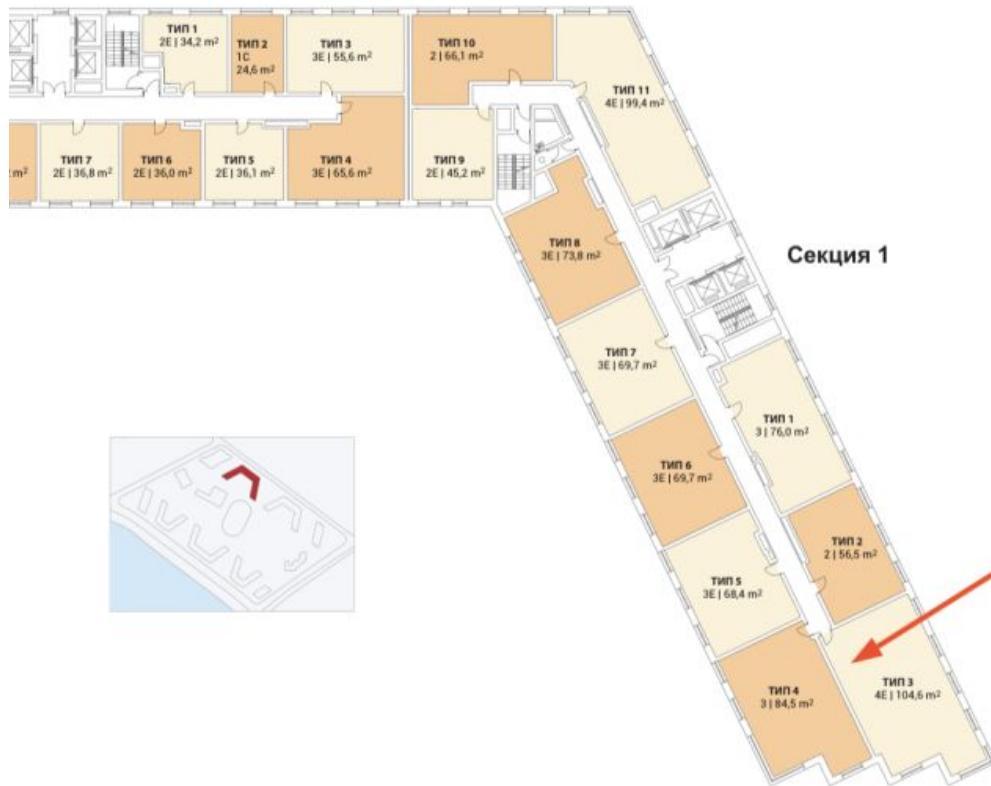 ТИП 1
2Е | 34,2 m²
ТИП 2
1С
24,6 m²
ТИП 3
3Е | 55,6 m²
ТИП 10
2 | 66,1 m²
ТИП 11
4Е | 99,4 m²
m²
ТИП 7
2Е | 36,8 m²
ТИП 6
2Е | 36,0 m²
ТИП 5
2Е | 36,1 m²
ТИП 4
3Е | 65,6 m²
ТИП 9
2Е | 45,2 m²
ТИП 8
3Е | 73,8 m²
Секция 1
ТИП 7
3Е | 69,7 m²
ТИП 1
3 | 76,0 m²
ТИП 6
3Е | 69,7 m²
ТИП 2
2 | 56,5 m²
ТИП 5
3Е | 68,4 m²
ТИП 3
4Е | 104,6 m²
ТИП 4
3 | 84,5 m²